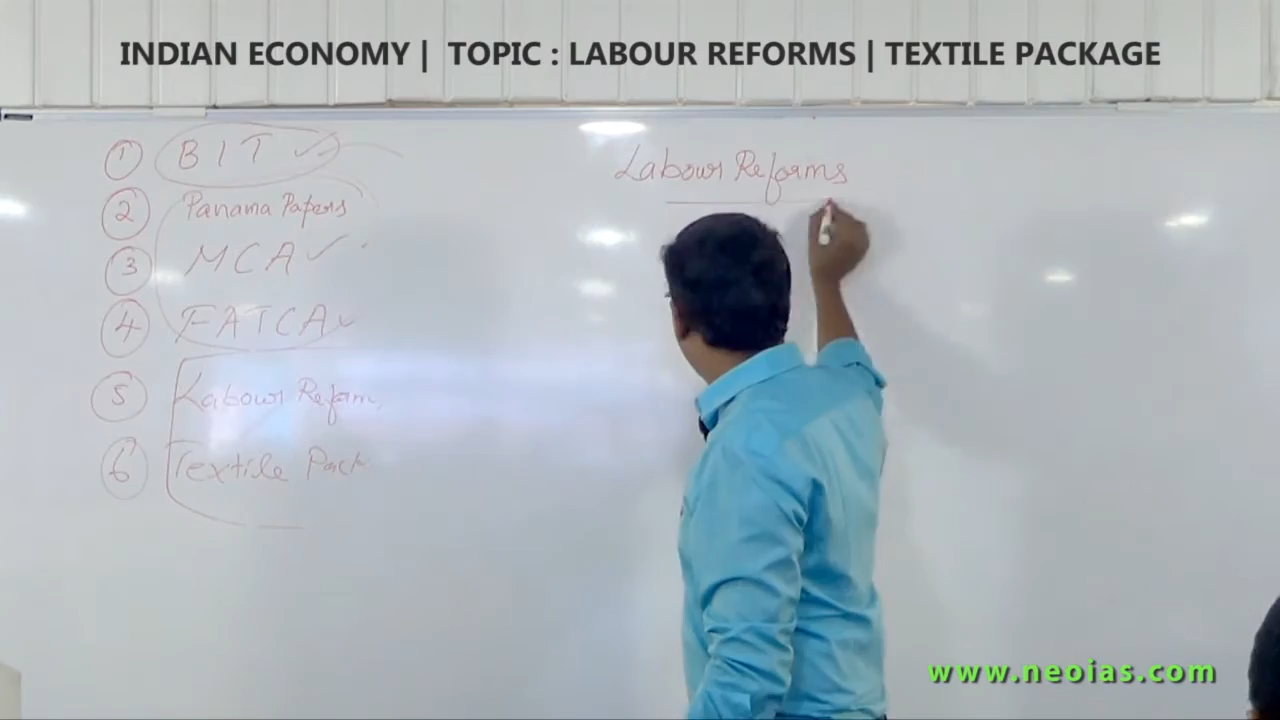 INDIAN ECONOMY | TOPIC : LABOUR REFORMS | TEXTILE PACKAGE
1 BIT
2 Panama Papers
3 MCA
4 FATCA
5 Labour Reform
6 Textile Pack
Labour Reforms
www.neoias.com